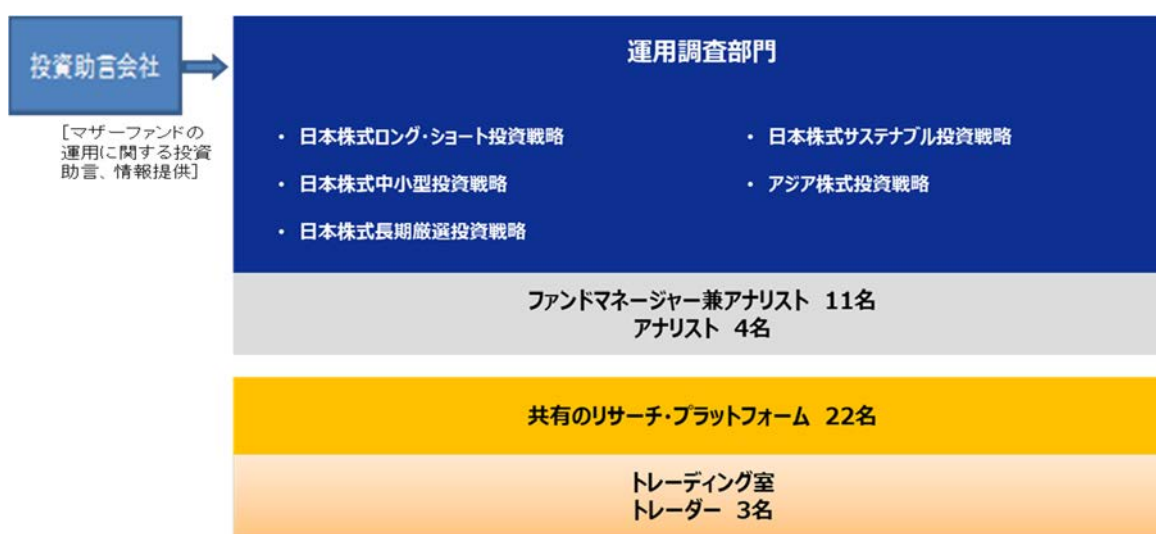 投資助言会社
[マザーファンドの
運用に関する投資
助言、情報提供]
運用調査部門
・ 日本株式ロング・ショート投資戦略
・ 日本株式サステナブル投資戦略
・ 日本株式中小型投資戦略
・ アジア株式投資戦略
・ 日本株式長期厳選投資戦略
ファンドマネージャー兼アナリスト 11名
アナリスト 4名
共有のリサーチ・プラットフォーム 22名
トレーディング室
トレーダー 3名